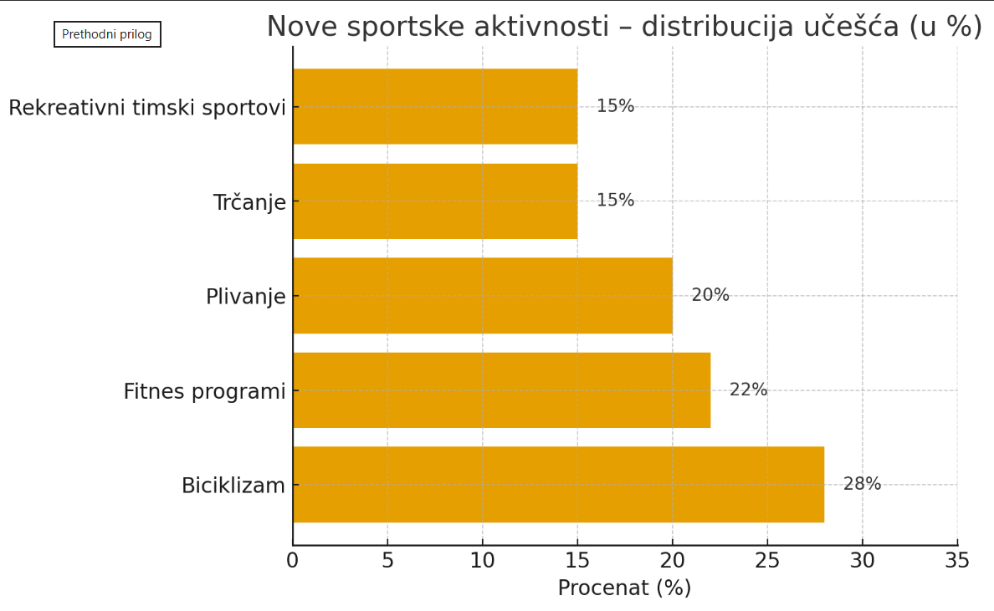 Prethodni prilog
Nove sportske aktivnosti – distribucija učešća (u %)
Rekreativni timski sportovi
15%
Trčanje
15%
Plivanje
20%
Fitnes programi
22%
Biciklizam
28%
0 5 10 15 20 25 30 35
Procenat (%)